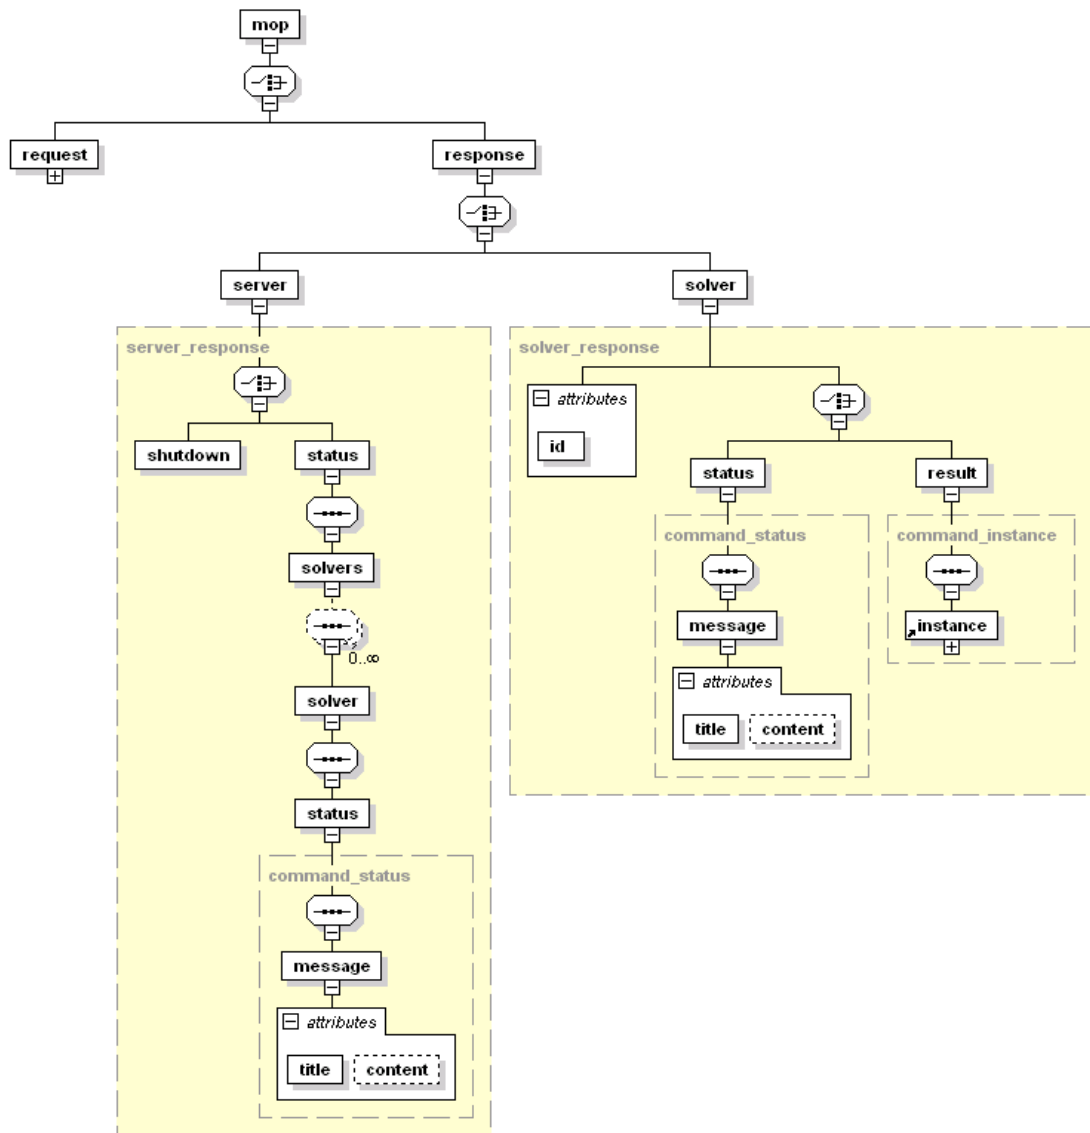 mop
request
response
server
solver
server_response
solver_response
attributes
id
shutdown
status
status
result
command_status
command_instance
solvers
message
instance
0..∞
attributes
solver
title
content
status
command_status
message
attributes
title
content